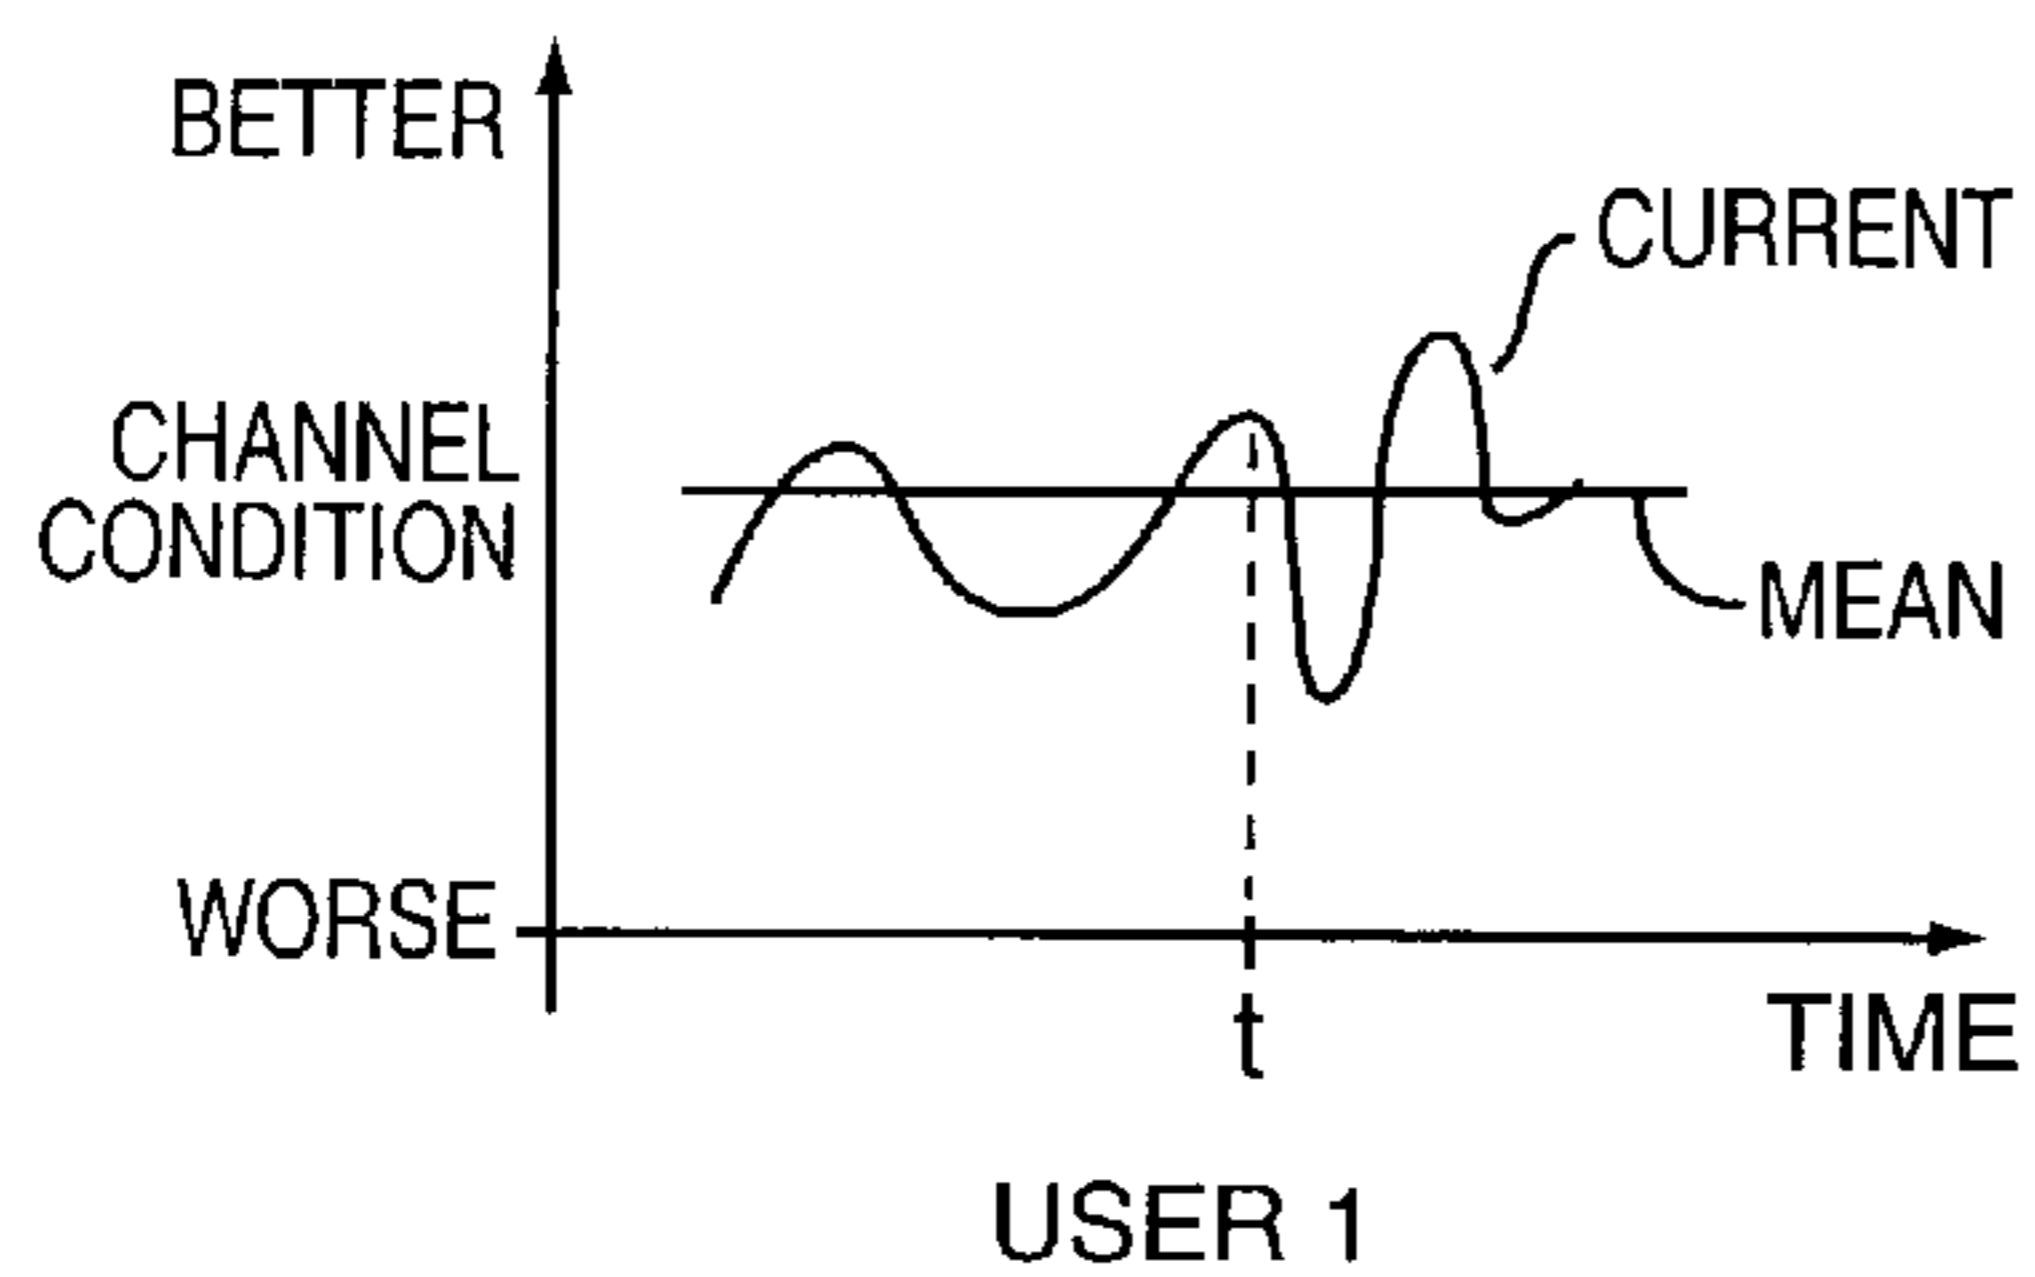 BETTER
CURRENT
CHANNEL
CONDITION
MEAN
WORSE
t
TIME
USER 1